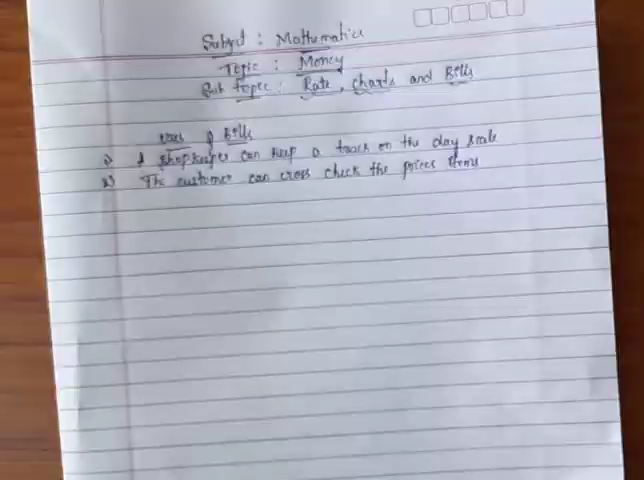 Subject : Mathematics
Topic : Money
Sub topic : Rate, charts and Bills
Uses of Bills
1) A shopkeeper can keep a track on the day sale
2) The customer can cross check the prices items